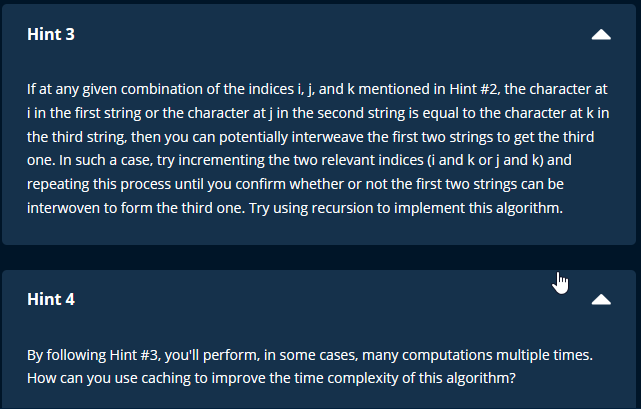 Hint 3
If at any given combination of the indices i, j, and k mentioned in Hint #2, the character at
i in the first string or the character at j in the second string is equal to the character at k in
the third string, then you can potentially interweave the first two strings to get the third
one. In such a case, try incrementing the two relevant indices (i and k or j and k) and
repeating this process until you confirm whether or not the first two strings can be
interwoven to form the third one. Try using recursion to implement this algorithm.
Hint 4
By following Hint #3, you'll perform, in some cases, many computations multiple times.
How can you use caching to improve the time complexity of this algorithm?